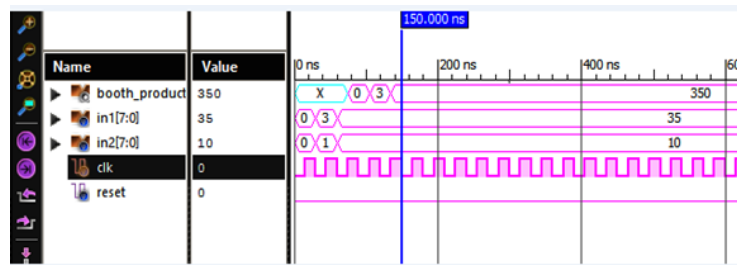 150.000 ns
Name Value 0 ns 200 ns 400 ns 60
booth_product 350 X 0 3 350
in1[7:0] 35 0 3 35
in2[7:0] 10 0 1 10
clk 0
reset 0